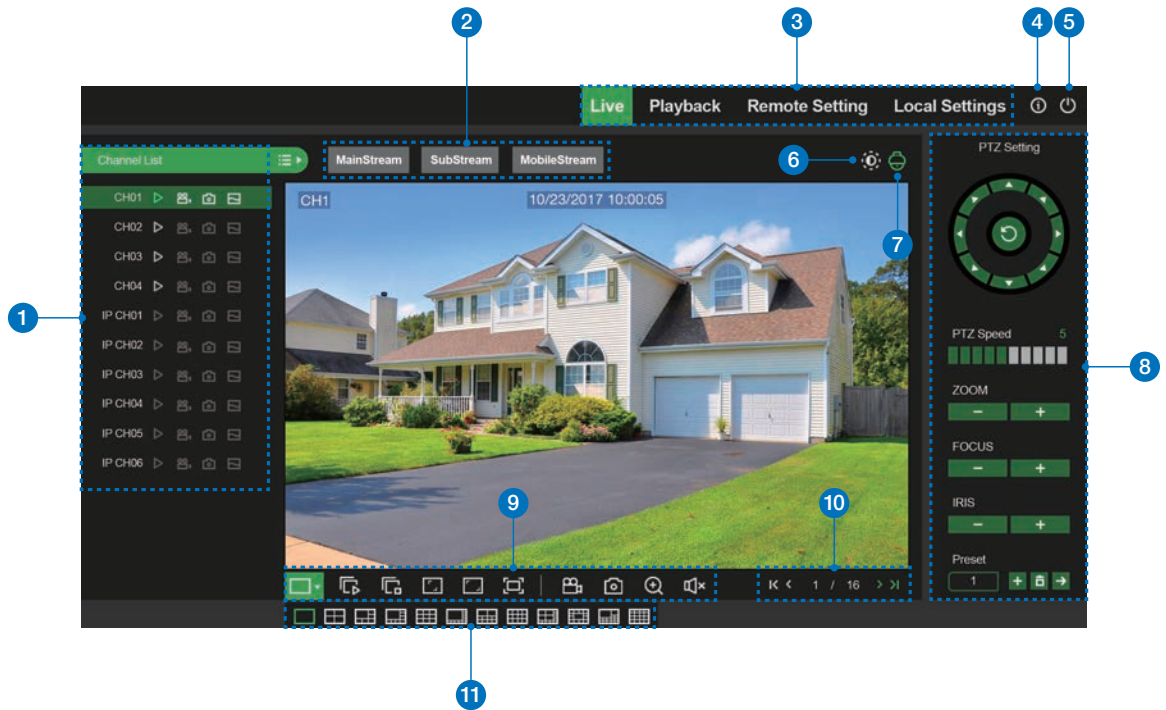 2
3
4
5
Live Playback Remote Setting Local Settings
Channel List
MainStream SubStream MobileStream
6
7
PTZ Setting
CH01
CH02
CH03
CH04
IP CH01
IP CH02
IP CH03
IP CH04
IP CH05
IP CH06
1
CH1
10/23/2017 10:00:05
PTZ Speed 5
8
ZOOM
- +
FOCUS
- +
IRIS
- +
Preset
1 +
9
10
1 / 16
11